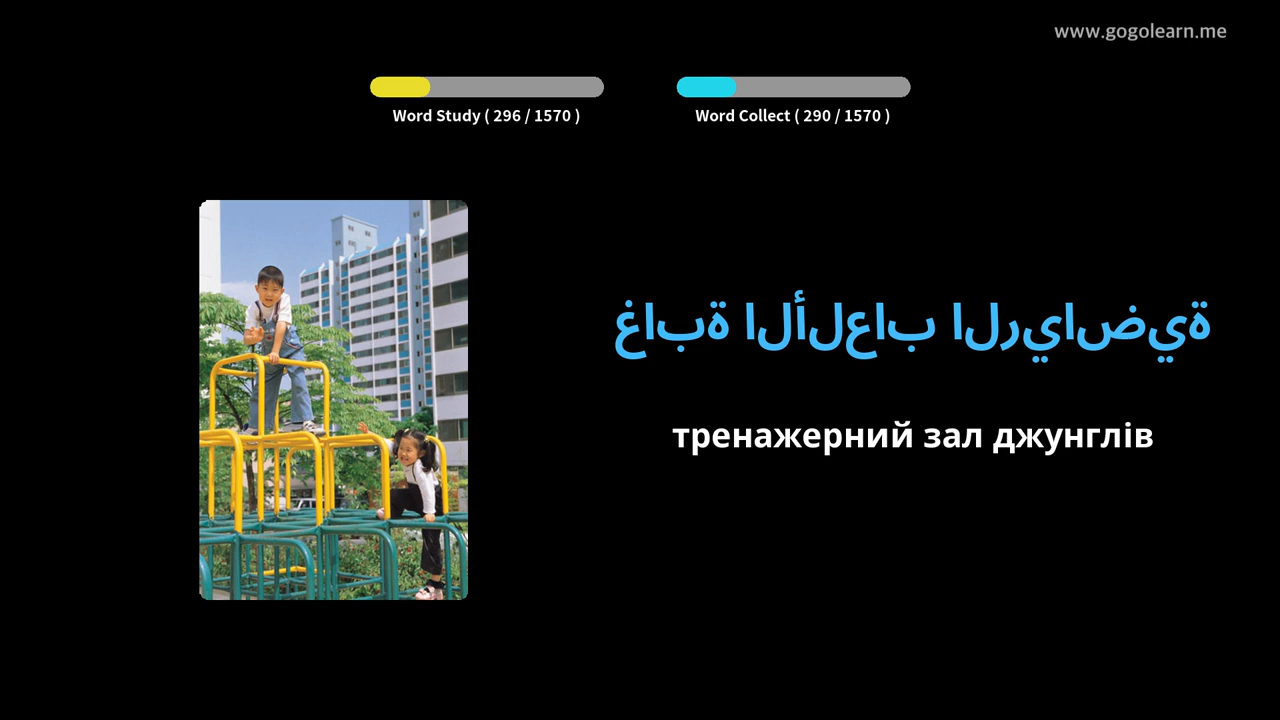 www.gogolearn.me
Word Study ( 296 / 1570 )
Word Collect ( 290 / 1570 )
غابة الألعاب الرياضية
тренажерний зал джунглів